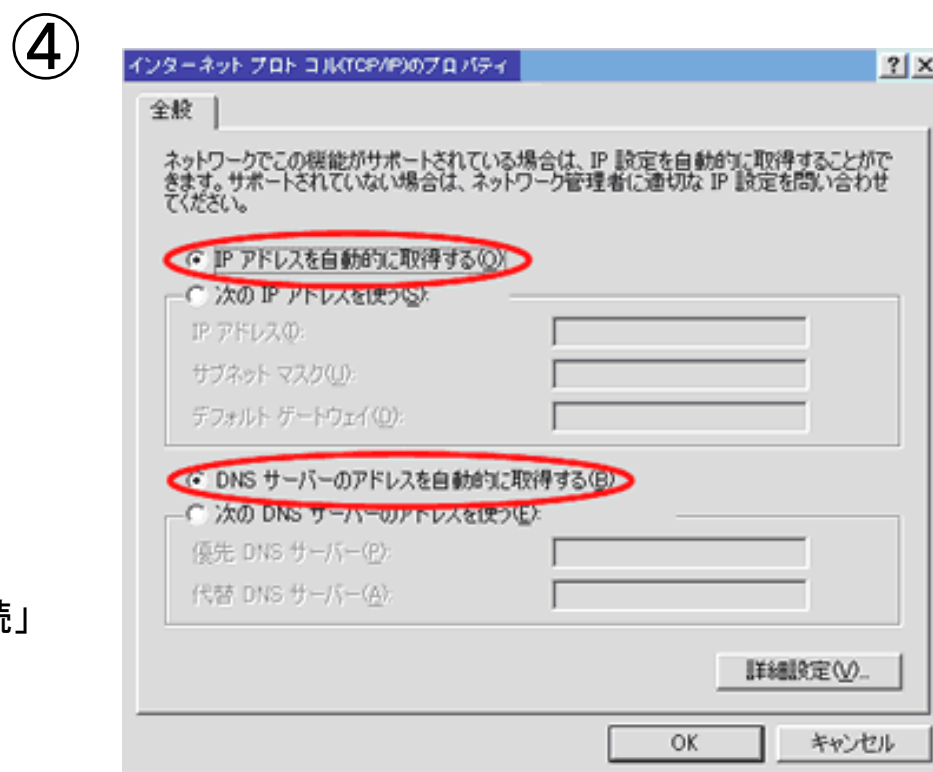 ④
インターネット プロトコル(TCP/IP)のプロパティ
全般
ネットワークでこの機能がサポートされている場合は、IP 設定を自動的に取得することがで
きます。サポートされていない場合は、ネットワーク管理者に適切な IP 設定を問い合わせ
てください。
IP アドレスを自動的に取得する(O)
次の IP アドレスを使う(S):
IP アドレス(I):
サブネット マスク(U):
デフォルト ゲートウェイ(D):
DNS サーバーのアドレスを自動的に取得する(B)
次の DNS サーバーのアドレスを使う(E):
優先 DNS サーバー(P):
代替 DNS サーバー(A):
続」
詳細設定(V)...
OK
キャンセル